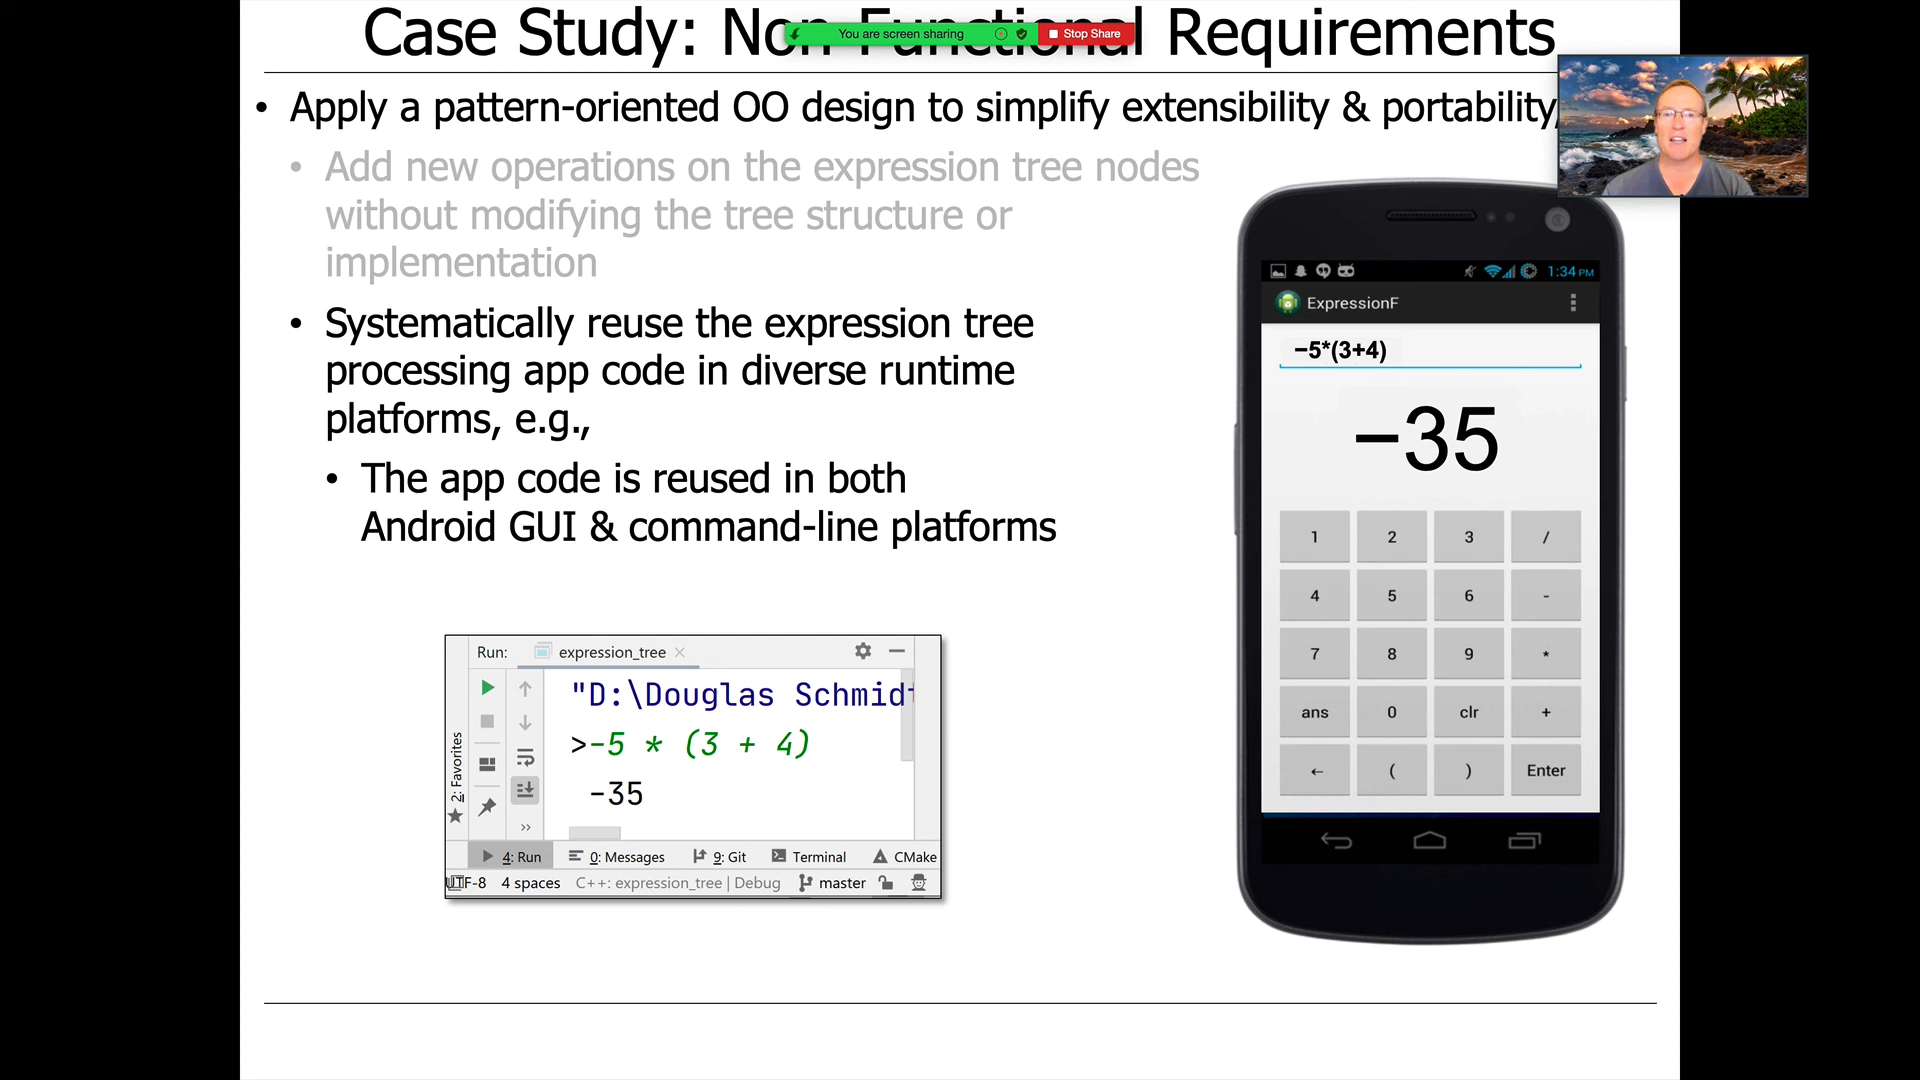 Case Study: Non-Functional Requirements
You are screen sharing
Stop Share
• Apply a pattern-oriented OO design to simplify extensibility & portability,
• Add new operations on the expression tree nodes
without modifying the tree structure or
implementation
• Systematically reuse the expression tree
processing app code in diverse runtime
platforms, e.g.,
• The app code is reused in both
Android GUI & command-line platforms
Run: expression_tree
"D:\Douglas Schmidt
>-5 * (3 + 4)
-35
2: Favorites
4: Run 0: Messages 9: Git Terminal CMake
UTF-8 4 spaces C++: expression_tree | Debug master
1:34 PM
ExpressionF
−5*(3+4)
−35
1 2 3 /
4 5 6 -
7 8 9 *
ans 0 clr +
← ( ) Enter